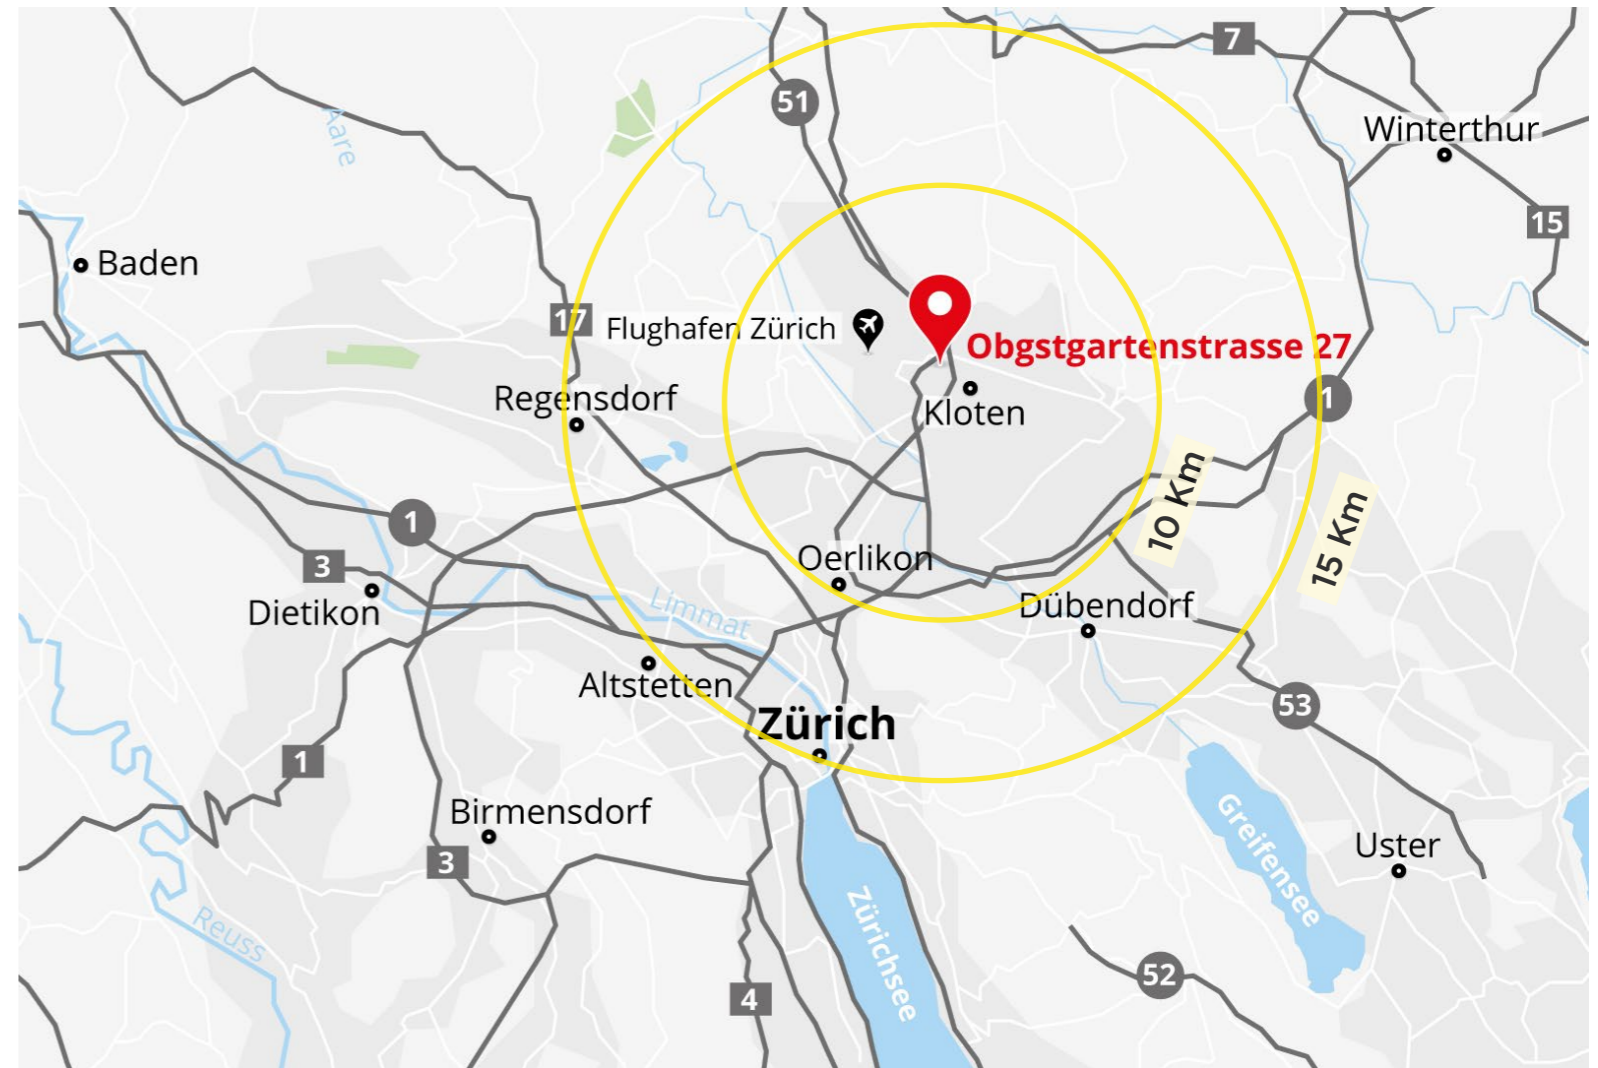 7
51
Winterthur
Aare
15
Baden
17
Flughafen Zürich
Obgstgartenstrasse 27
Regensdorf
1
Kloten
10 Km
15 Km
1
3
Oerlikon
Dietikon
Limmat
Dübendorf
Altstetten
53
Zürich
1
Birmensdorf
Greifensee
Uster
3
Reuss
Zürichsee
52
4